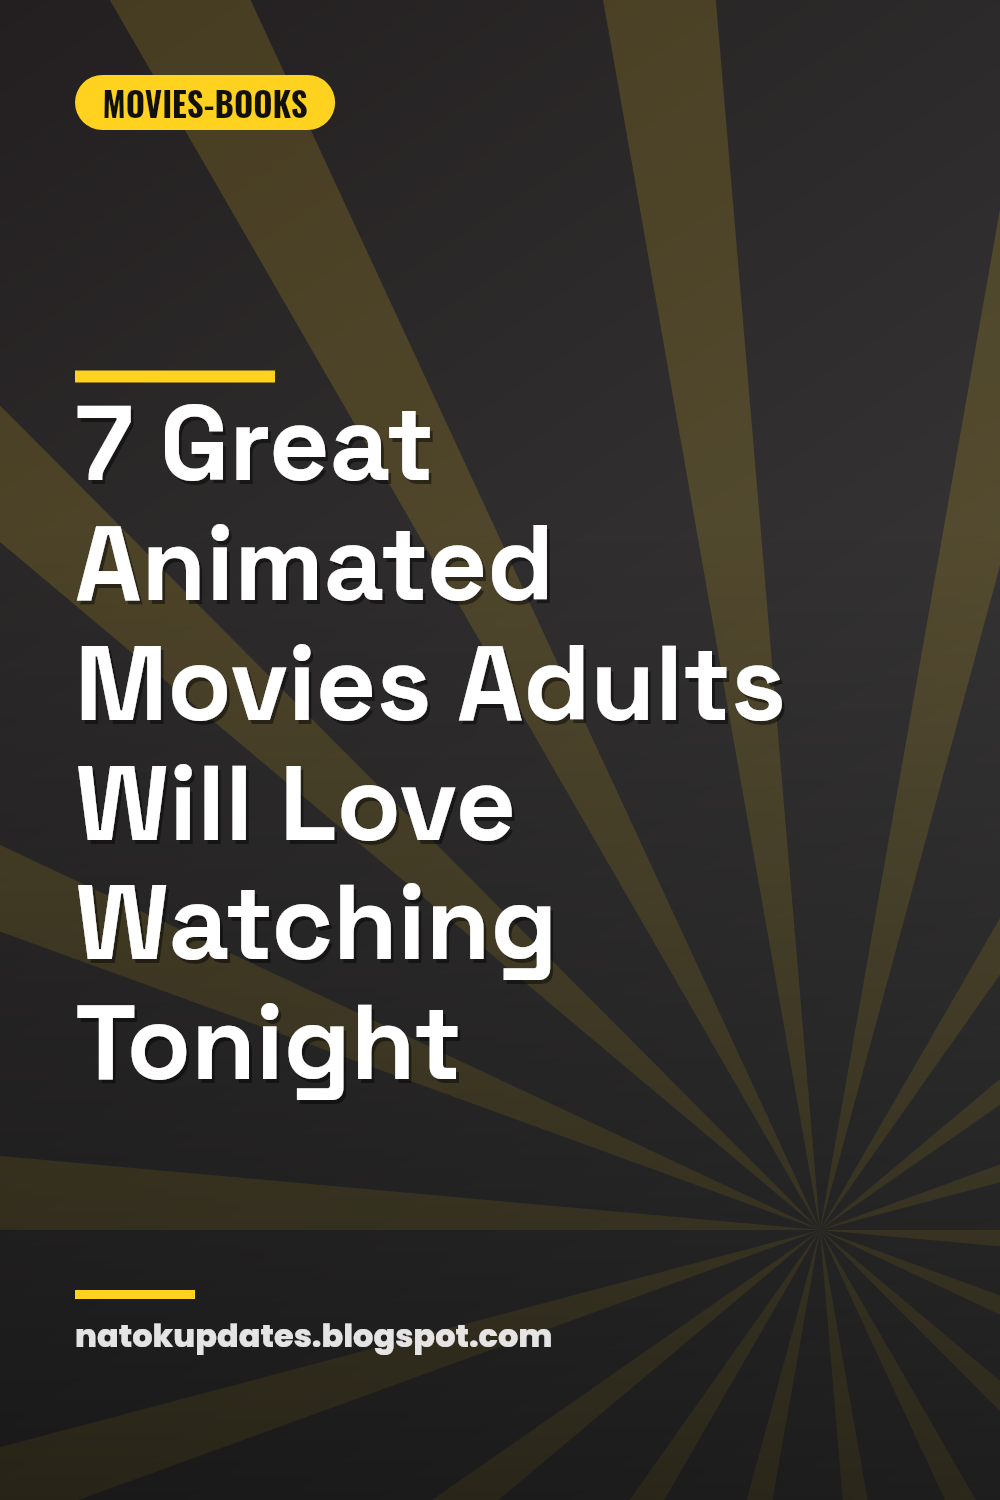 MOVIES-BOOKS
7 Great
Animated
Movies Adults
Will Love
Watching
Tonight
natokupdates.blogspot.com